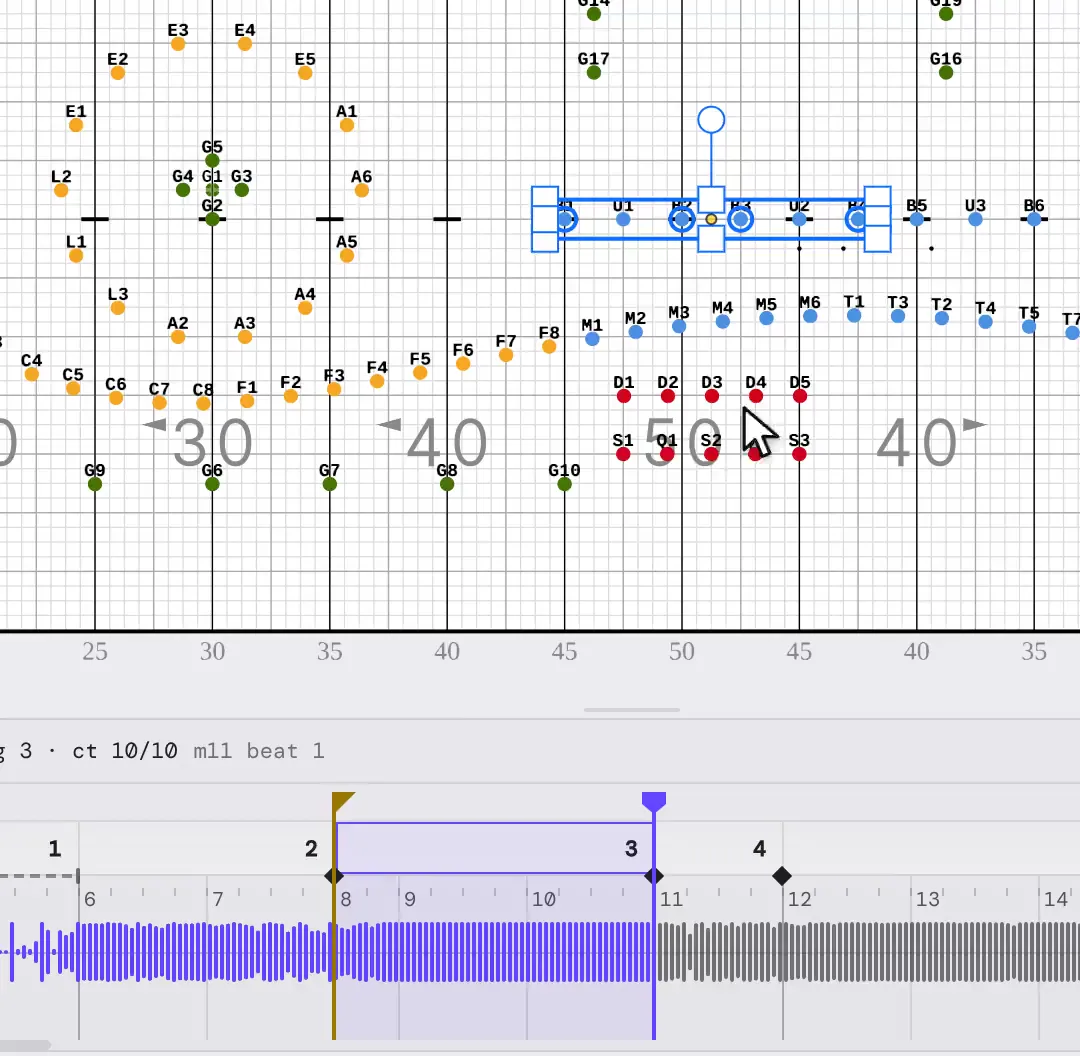 G14 G19
E3 E4
E2 E5 G17 G16
E1 A1
G5
L2 G4 G1 G3 A6
G2 U1 B2 B3 U2 B5 U3 B6
L1 A5
L3 A4 M3 M4 M5 M6 T1 T3 T2 T4 T5 T7
A2 A3 F8 M1 M2
C4 F5 F6 F7
C5 C6 C7 C8 F1 F2 F3 F4 D1 D2 D3 D4 D5
◄30 ◄40 50 40►
S1 Q1 S2 S3
G9 G6 G7 G8 G10
25 30 35 40 45 50 45 40 35
3 · ct 10/10 m11 beat 1
1 2 3 4
6 7 8 9 10 11 12 13 14